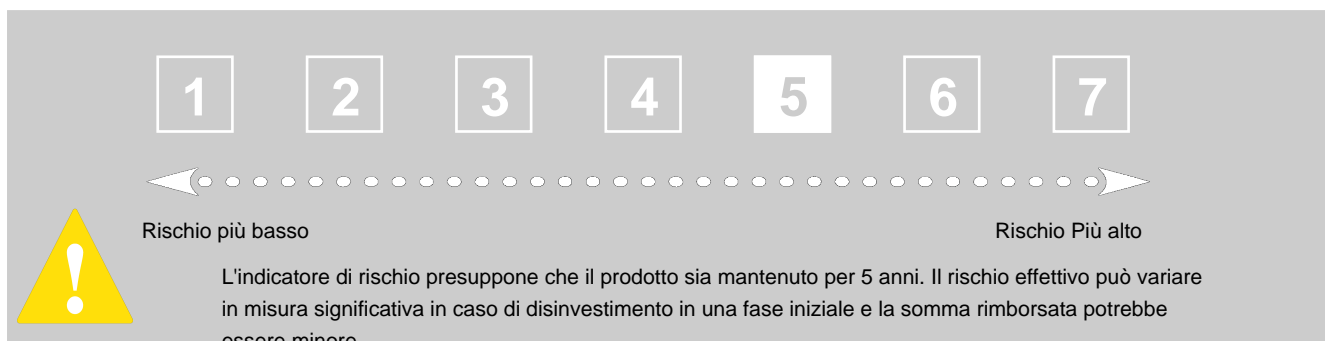 1 2 3 4 5 6 7
Rischio più basso Rischio Più alto
!
L'indicatore di rischio presuppone che il prodotto sia mantenuto per 5 anni. Il rischio effettivo può variare
in misura significativa in caso di disinvestimento in una fase iniziale e la somma rimborsata potrebbe
essere minore